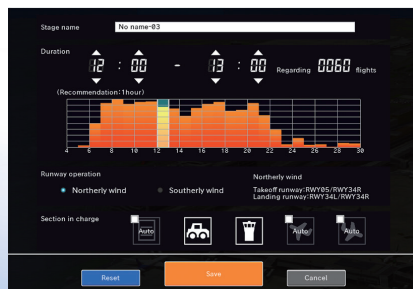 Stage name No name-03
Duration
12 : 00 - 13 : 00 Regarding 0060 flights
(Recommendation:1hour)
4 6 8 10 12 14 16 18 20 22 24 26 28 30
Runway operation
Northerly wind
Northerly wind Southerly wind
Takeoff runway:RWY05/RWY34R
Landing runway:RWY34L/RWY34R
Section in charge
Auto Auto Auto
Reset Save Cancel